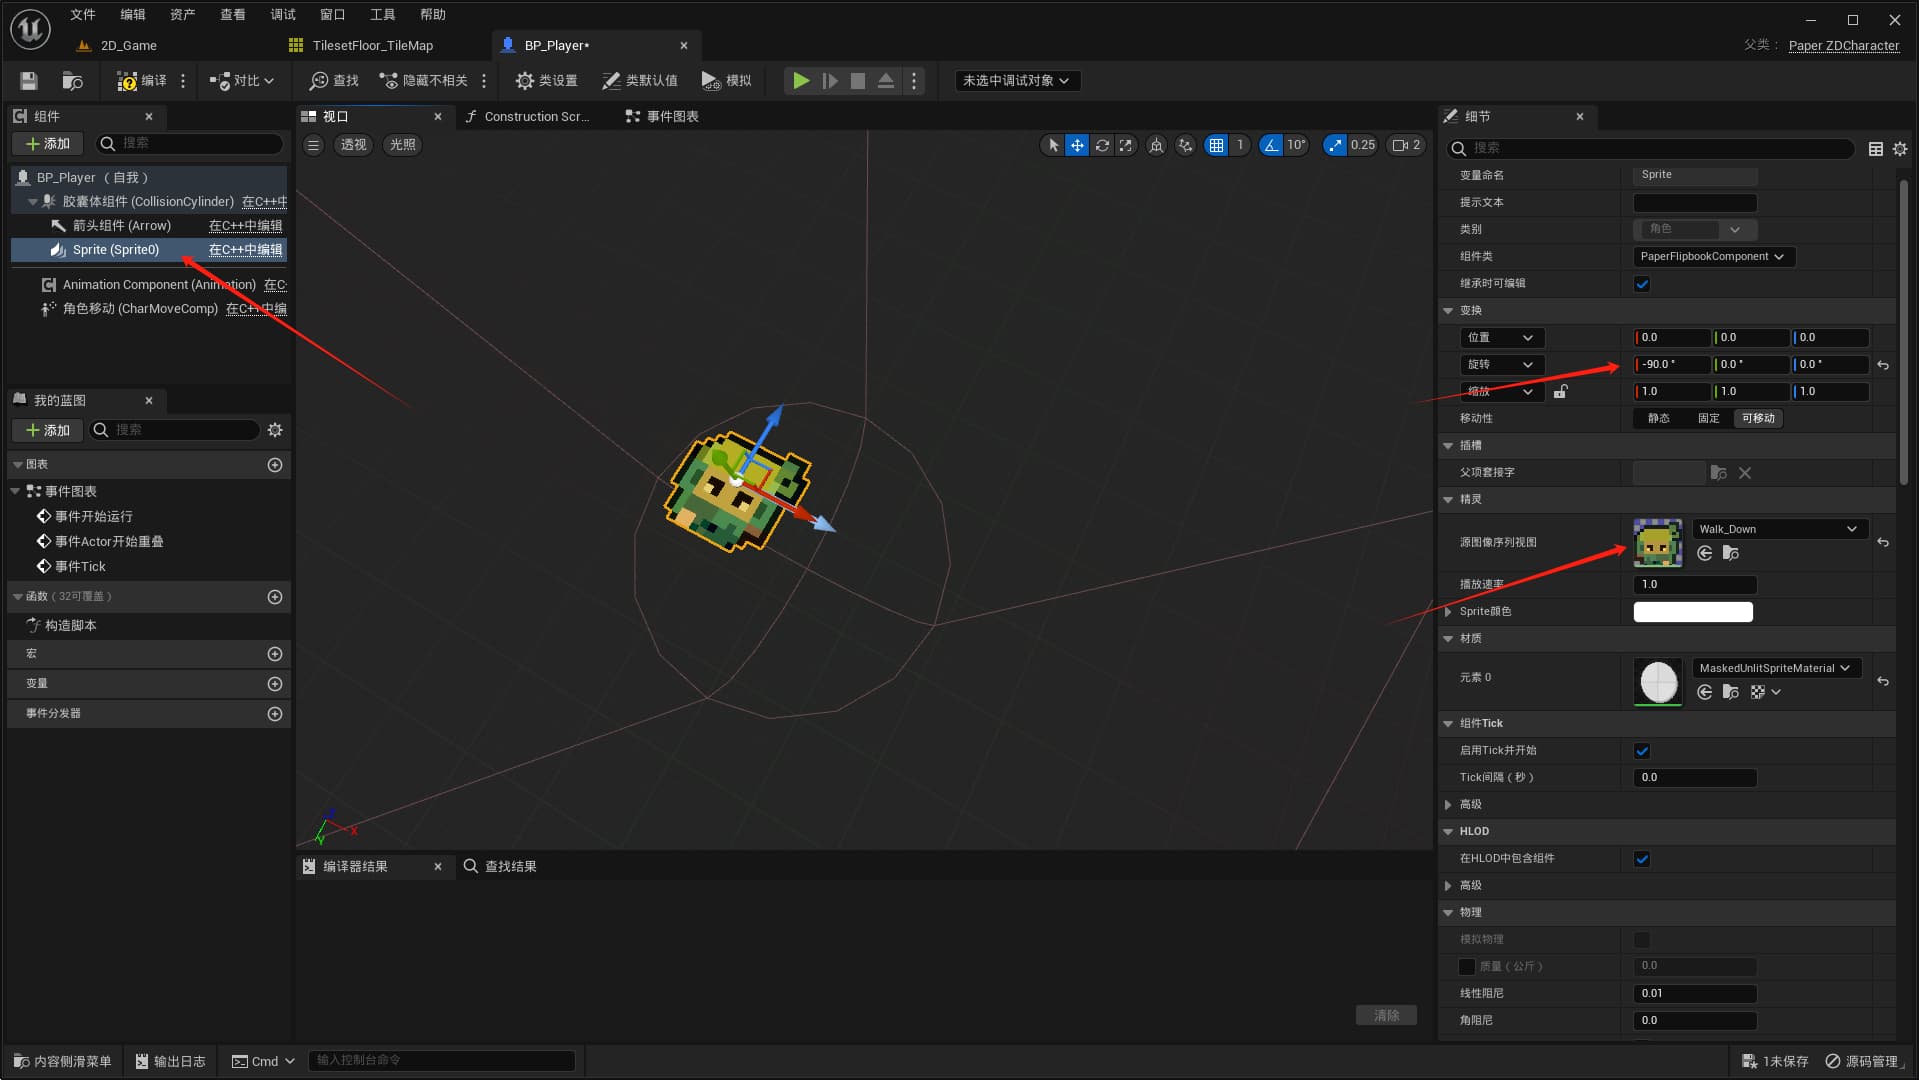 文件 编辑 资产 查看 调试 窗口 工具 帮助
2D_Game TilesetFloor_TileMap BP_Player* 父类： Paper ZDCharacter
编译 对比 查找 隐藏不相关 类设置 类默认值 模拟 未选中调试对象
组件
添加 搜索
BP_Player （自我）
胶囊体组件 (CollisionCylinder) 在C++中
箭头组件 (Arrow) 在C++中编辑
Sprite (Sprite0) 在C++中编辑
Animation Component (Animation) 在C
角色移动 (CharMoveComp) 在C++中编
我的蓝图
添加 搜索
图表
事件图表
事件开始运行
事件Actor开始重叠
事件Tick
函数（32可覆盖）
构造脚本
宏
变量
事件分发器
视口 Construction Scr... 事件图表
透视 光照 1 10° 0.25 2
Z
X
Y
编译器结果 查找结果
清除
细节
搜索
变量命名 Sprite
提示文本
类别 角色
组件类 PaperFlipbookComponent
继承时可编辑
变换
位置 0.0 0.0 0.0
旋转 -90.0 ° 0.0 ° 0.0 °
缩放 1.0 1.0 1.0
移动性 静态 固定 可移动
插槽
父项套接字
精灵
源图像序列视图 Walk_Down
播放速率 1.0
Sprite颜色
材质
元素 0 MaskedUnlitSpriteMaterial
组件Tick
启用Tick并开始
Tick间隔（秒） 0.0
高级
HLOD
在HLOD中包含组件
高级
物理
模拟物理
质量（公斤） 0.0
线性阻尼 0.01
角阻尼 0.0
内容侧滑菜单 输出日志 Cmd 输入控制台命令 1未保存 源码管理